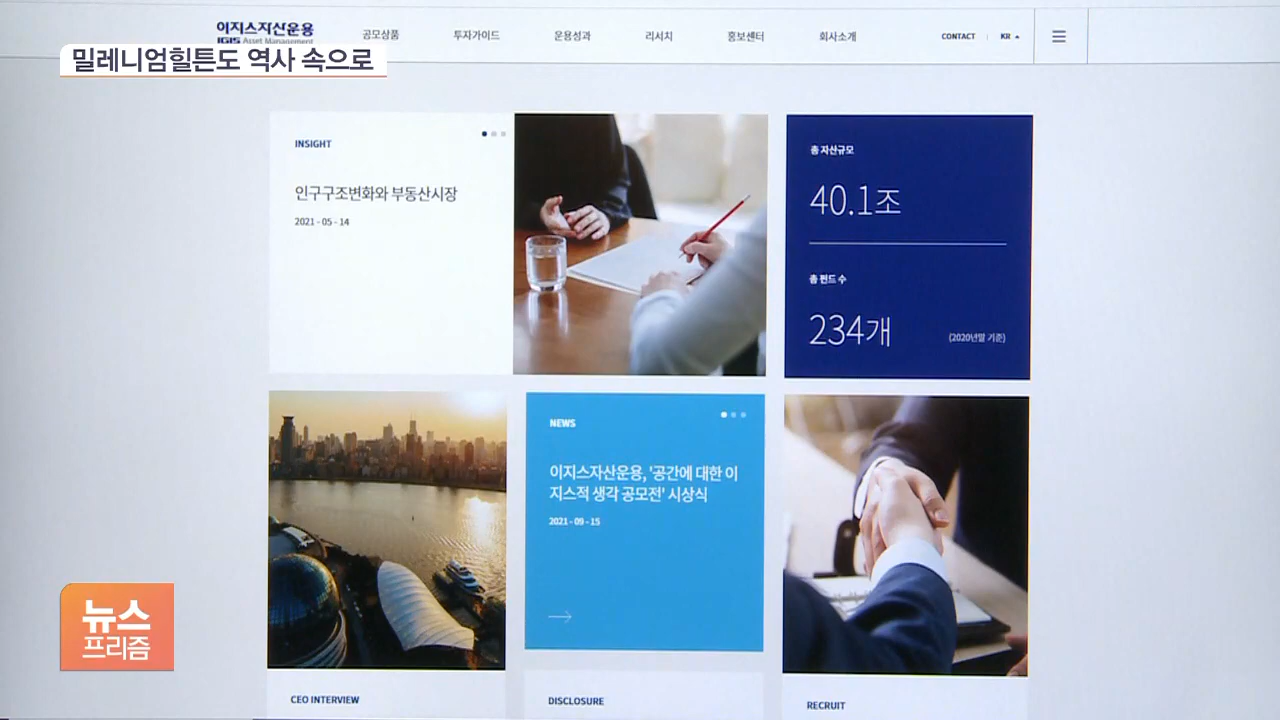 이지스자산운용
IGIS Asset Management
공모상품
투자가이드
운용성과
리서치
홍보센터
회사소개
CONTACT
KR
밀레니엄힐튼도 역사 속으로
INSIGHT
인구구조변화와 부동산시장
2021 - 05 - 14
총 자산규모
40.1조
총 펀드 수
234개
(2020년말 기준)
NEWS
이지스자산운용, '공간에 대한 이
지스적 생각 공모전' 시상식
2021 - 09 - 15
뉴스
프리즘
CEO INTERVIEW
DISCLOSURE
RECRUIT